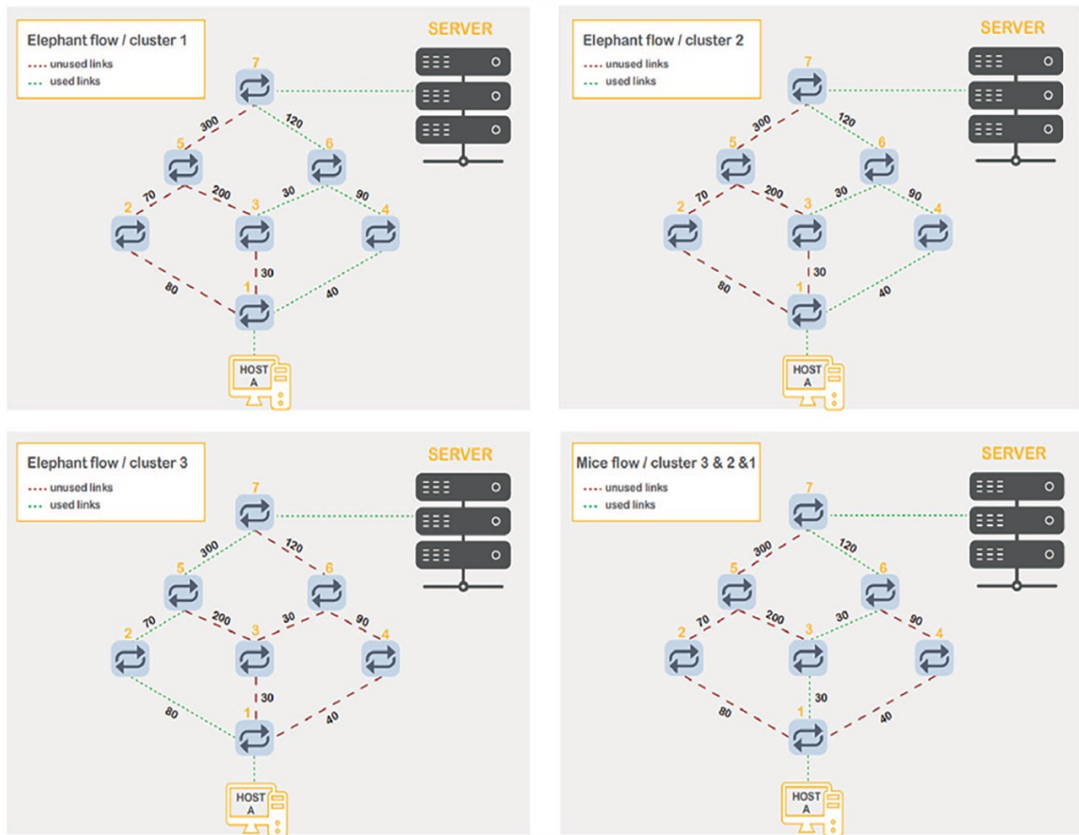 Elephant flow / cluster 1
unused links
used links
SERVER
7
300
120
5
6
70
200
30
90
2
3
4
80
30
40
1
HOST
A
Elephant flow / cluster 2
unused links
used links
SERVER
7
300
120
5
6
70
200
30
90
2
3
4
80
30
40
1
HOST
A
Elephant flow / cluster 3
unused links
used links
SERVER
7
300
120
5
6
70
200
30
90
2
3
4
80
30
40
1
HOST
A
Mice flow / cluster 3 & 2 &1
unused links
used links
SERVER
7
300
120
5
6
70
200
30
90
2
3
4
80
30
40
1
HOST
A